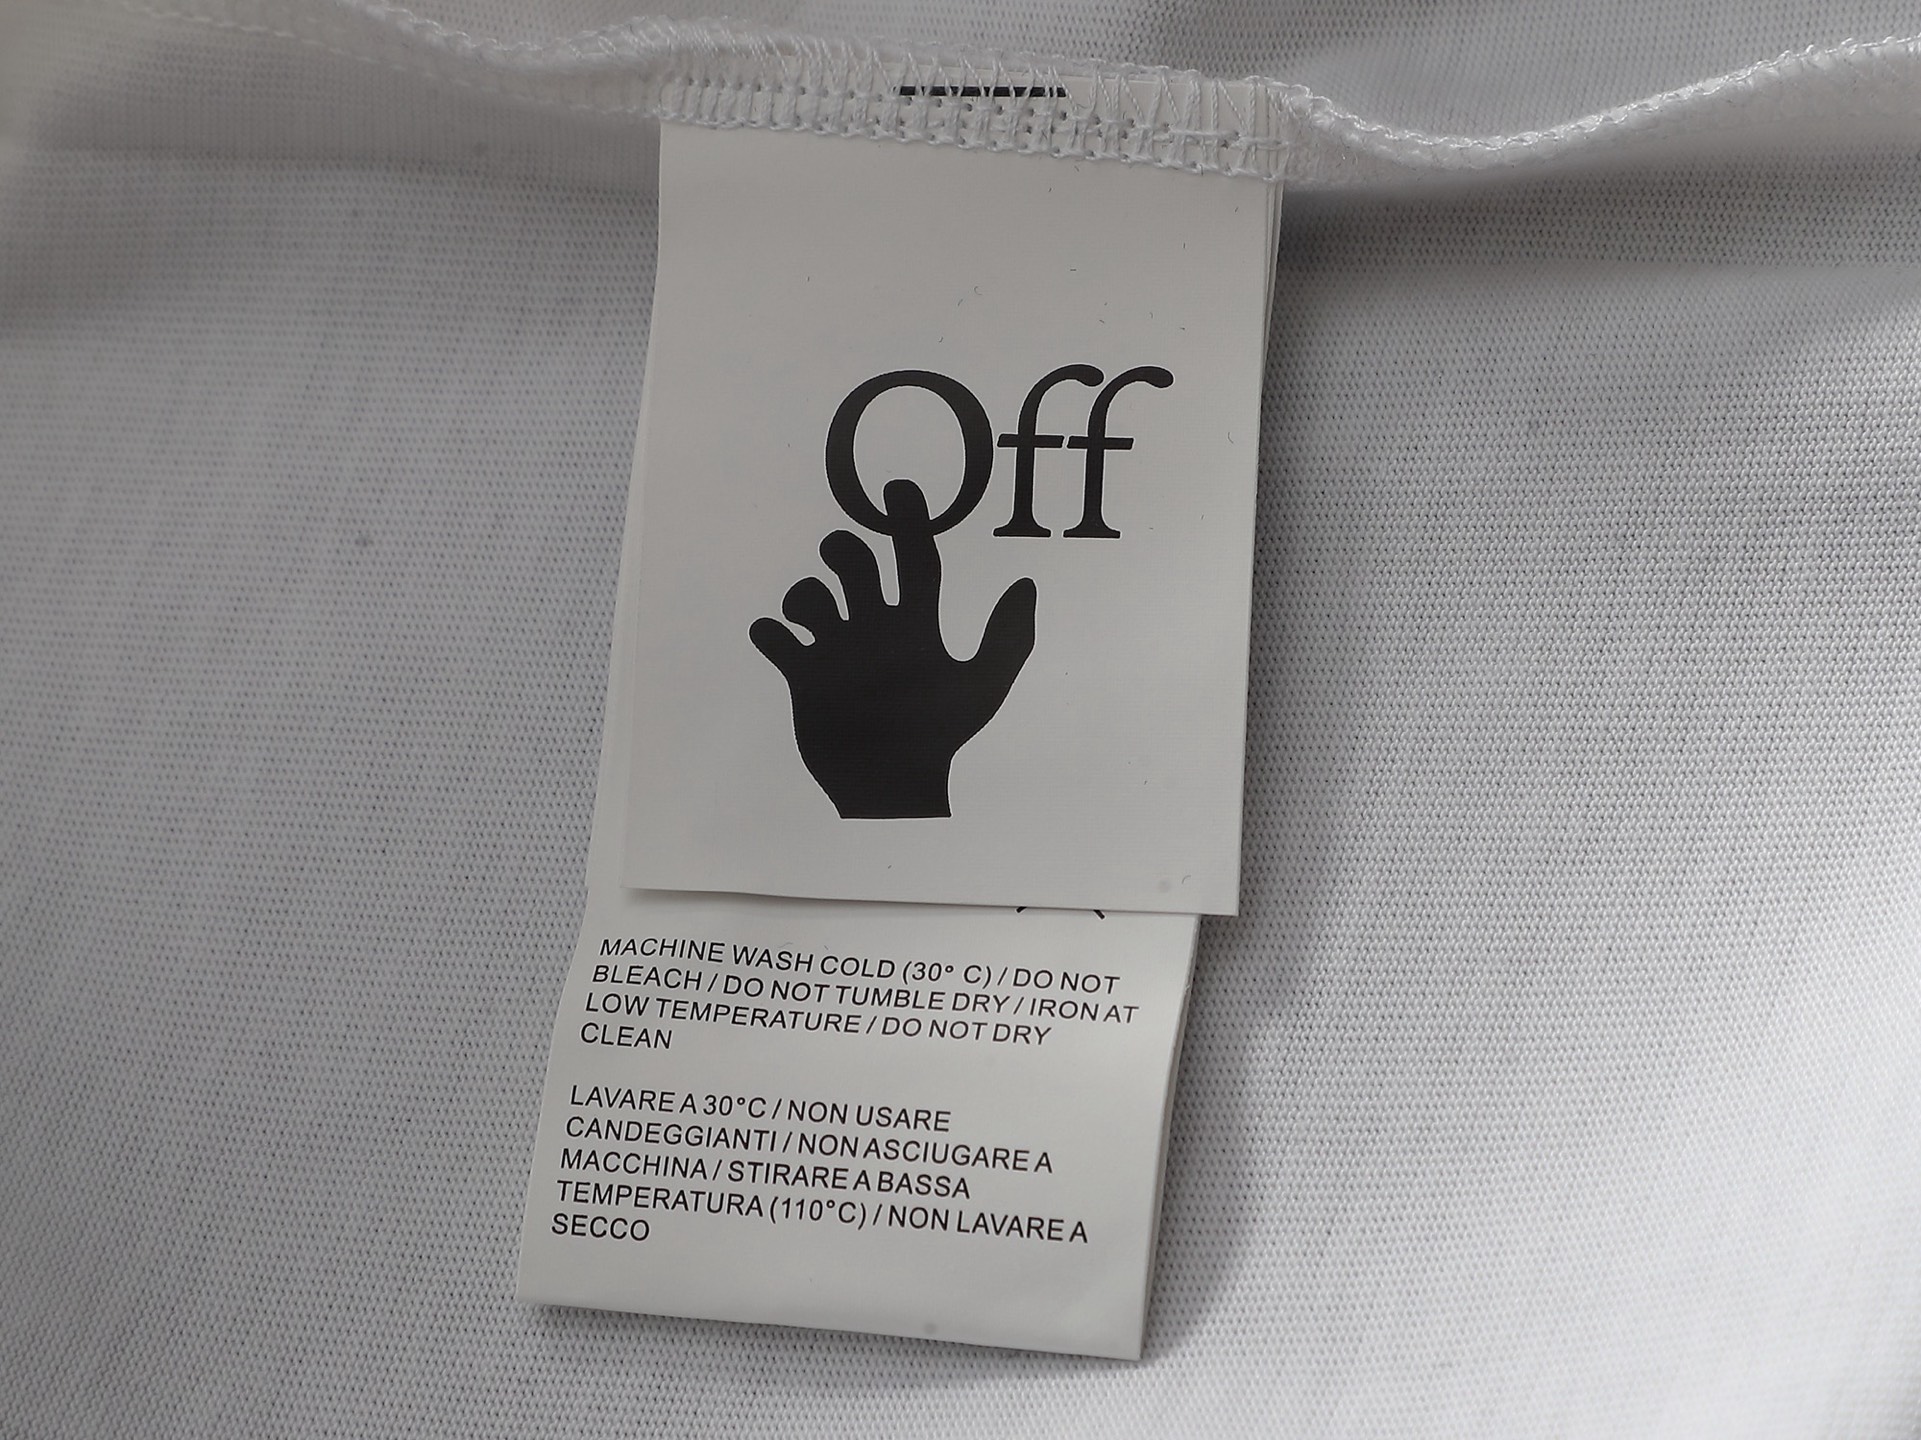 Off
MACHINE WASH COLD (30° C) / DO NOT
BLEACH / DO NOT TUMBLE DRY / IRON AT
LOW TEMPERATURE / DO NOT DRY
CLEAN
LAVARE A 30°C / NON USARE
CANDEGGIANTI / NON ASCIUGARE A
MACCHINA / STIRARE A BASSA
TEMPERATURA (110°C) / NON LAVARE A
SECCO